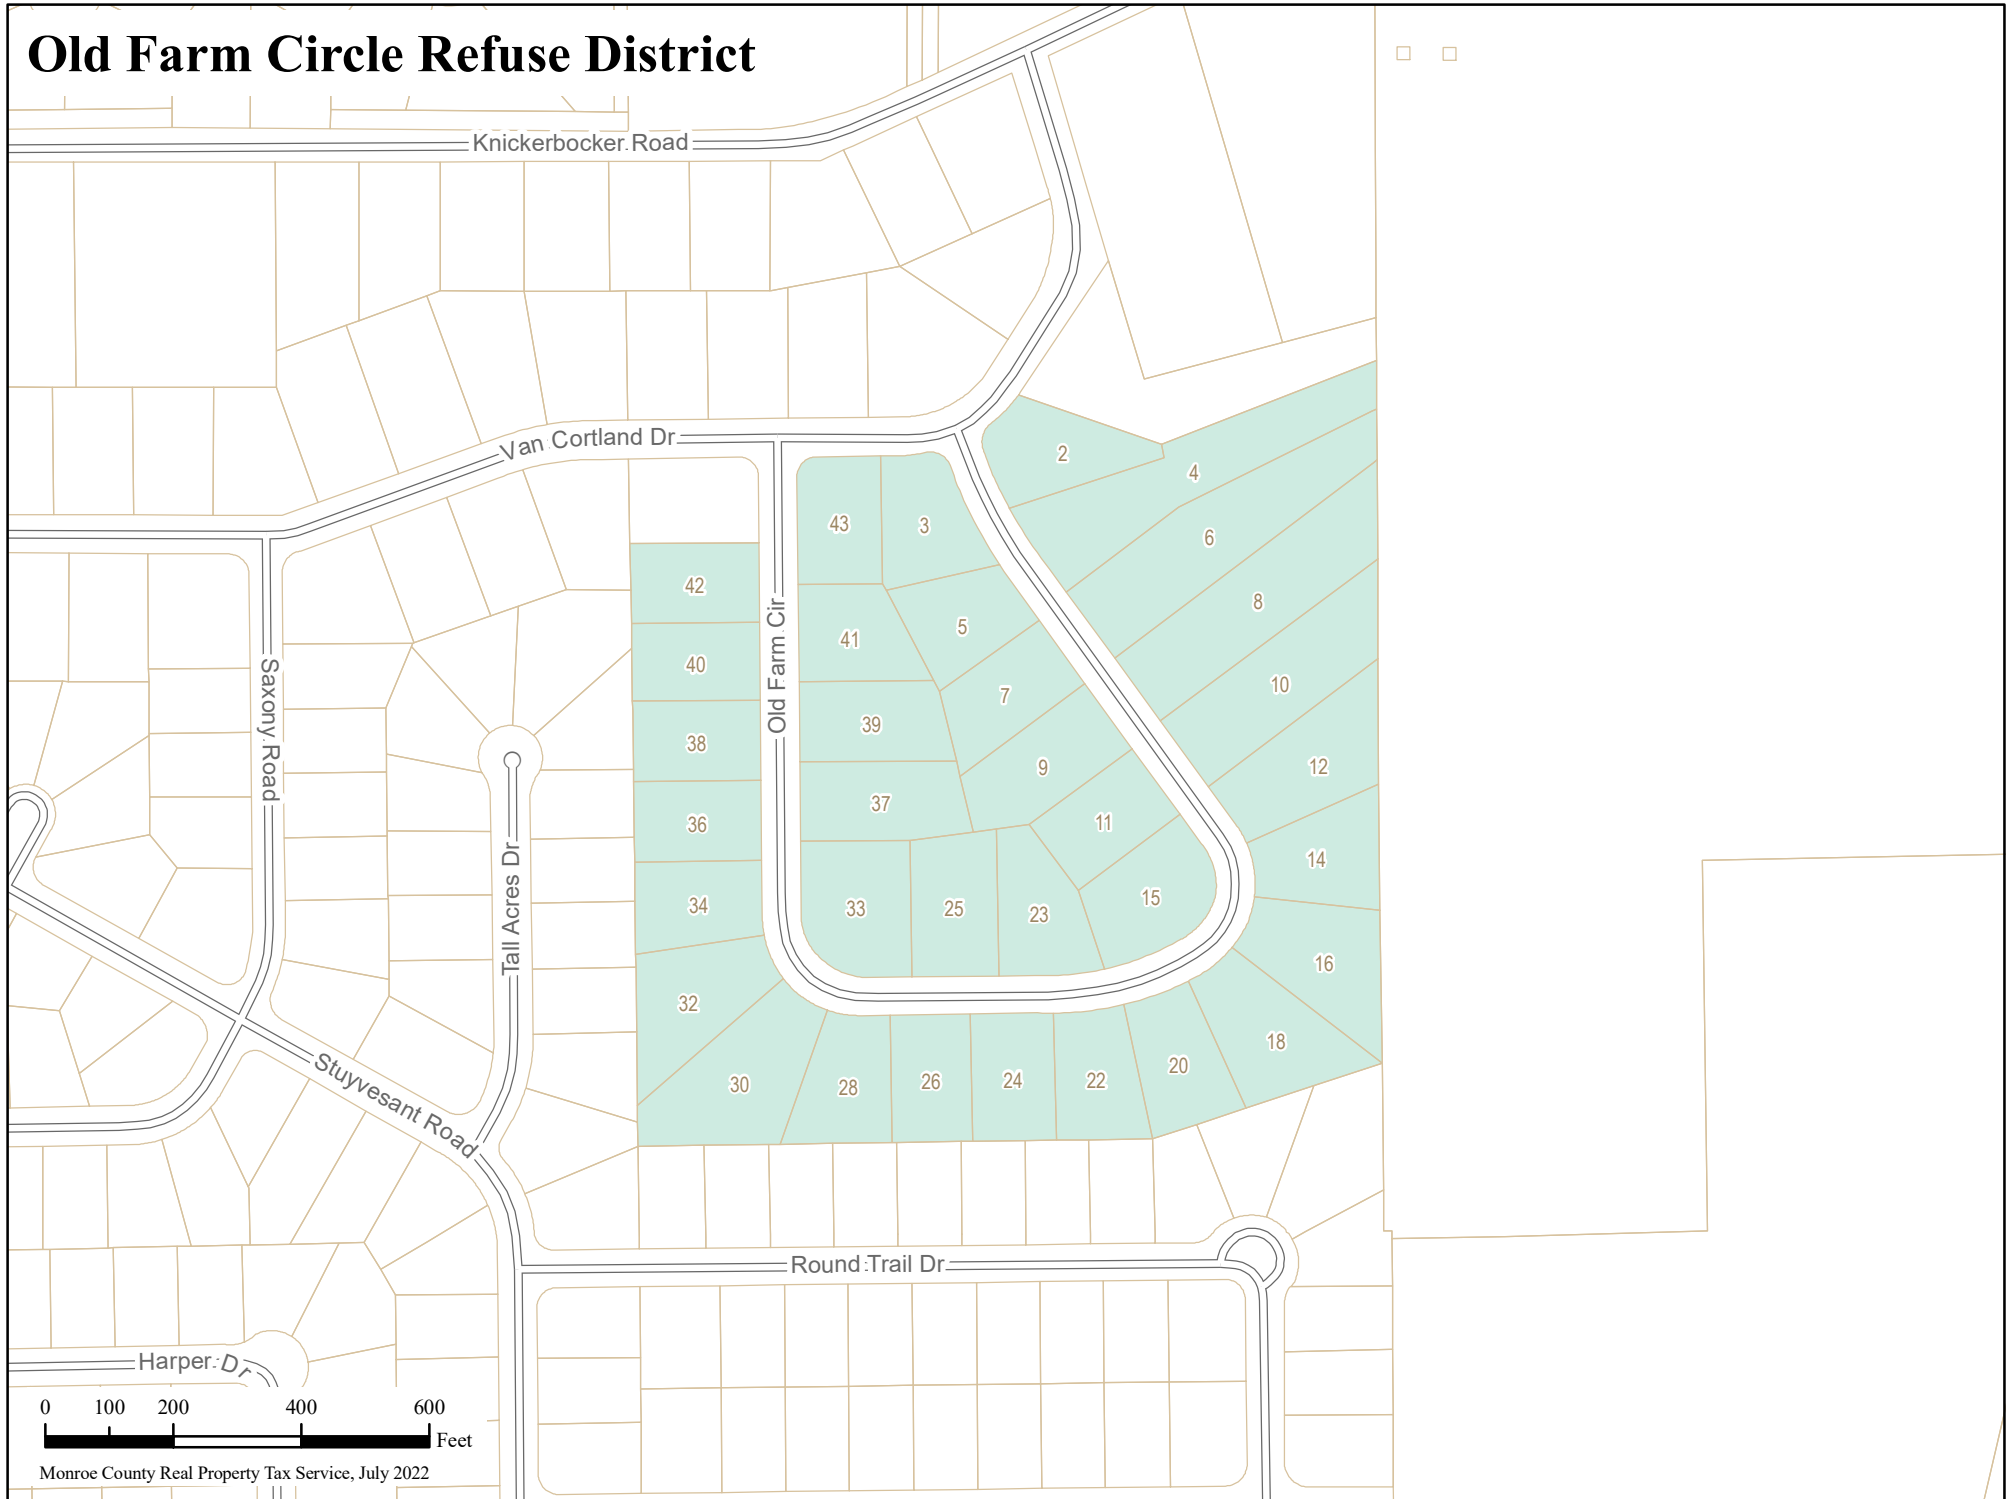 Old Farm Circle Refuse District
Knickerbocker Road
Van Cortland Dr
2
4
43
3
6
42
8
41
5
40
Old Farm Cir
Saxony Road
10
7
39
38
12
9
37
11
36
14
Tall Acres Dr
15
34
33
25
23
16
32
18
20
Stuyvesant Road
30
28
26
24
22
Round Trail Dr
Harper Dr
0 100 200 400 600
Feet
Monroe County Real Property Tax Service, July 2022